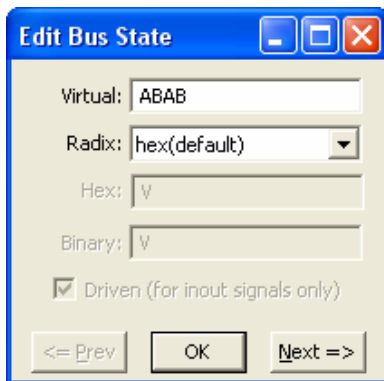 Edit Bus State
Virtual: ABAB
Radix: hex(default)
Hex: V
Binary: V
Driven (for inout signals only)
<= Prev OK Next =>